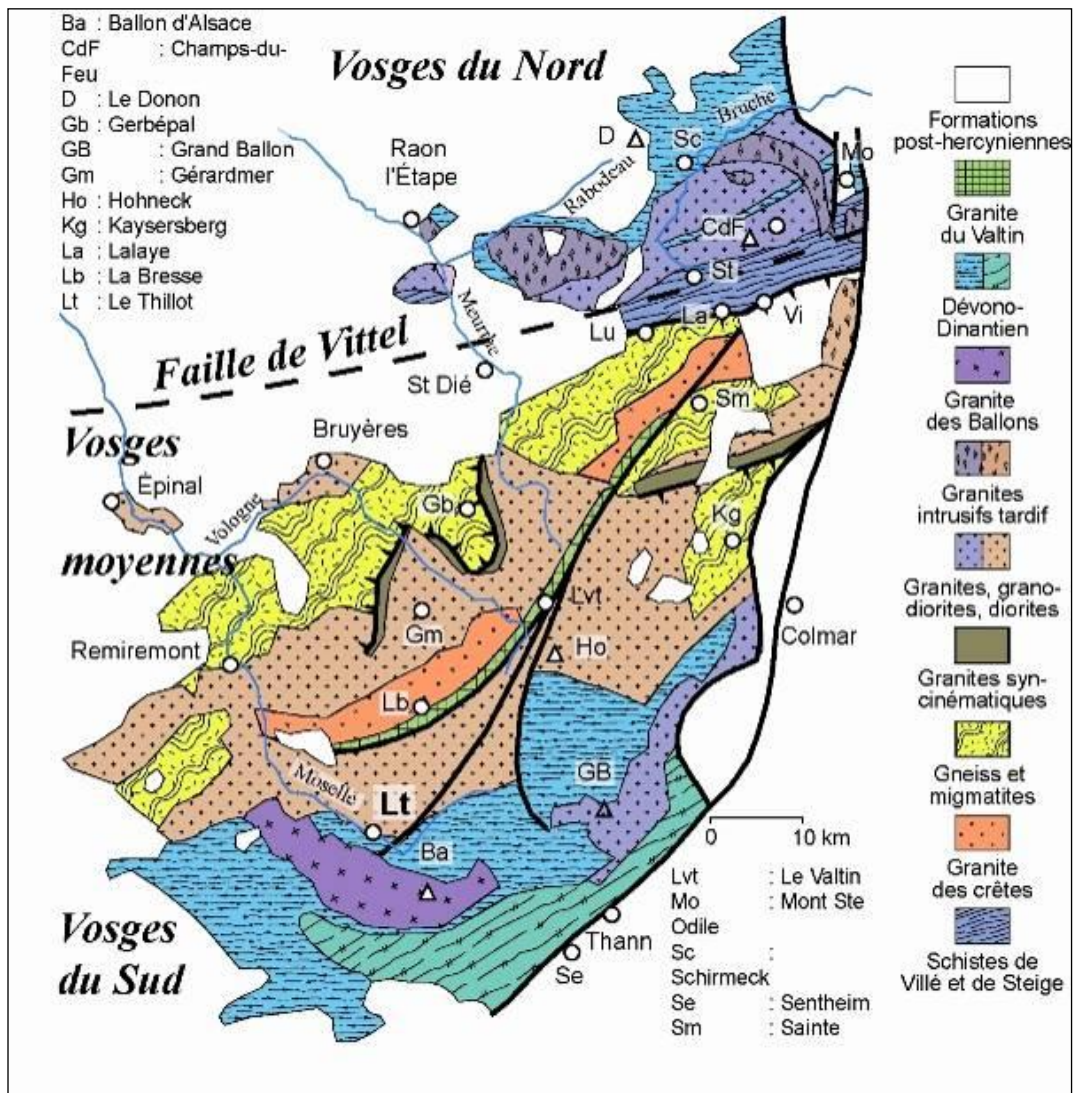 Ba : Ballon d'Alsace
CdF : Champs-du-
Feu
D : Le Donon
Gb : Gerbépal
GB : Grand Ballon
Gm : Gérardmer
Ho : Hohneck
Kg : Kaysersberg
La : Lalaye
Lb : La Bresse
Lt : Le Thillot
Vosges du Nord
Raon
l'Étape
Rabodeau
D
Sc
Bruche
Mo
CdF
St
Meurthe
Lu
La
Vi
Faille de Vittel
St Dié
Sm
Vosges
moyennes
Bruyères
Épinal
Vologne
Gb
Kg
Remiremont
Gm
Lvt
Ho
Colmar
Lb
Moselle
Lt
GB
Ba
0 10 km
Vosges
du Sud
Thann
Se
Lvt : Le Valtin
Mo : Mont Ste
Odile
Sc :
Schirmeck
Se : Sentheim
Sm : Sainte
Formations
post-hercyniennes
Granite
du Valtin
Dévono-
Dinantien
Granite
des Ballons
Granites
intrusifs tardif
Granites, grano-
diorites, diorites
Granites syn-
cinématiques
Gneiss et
migmatites
Granite
des crêtes
Schistes de
Villé et de Steige